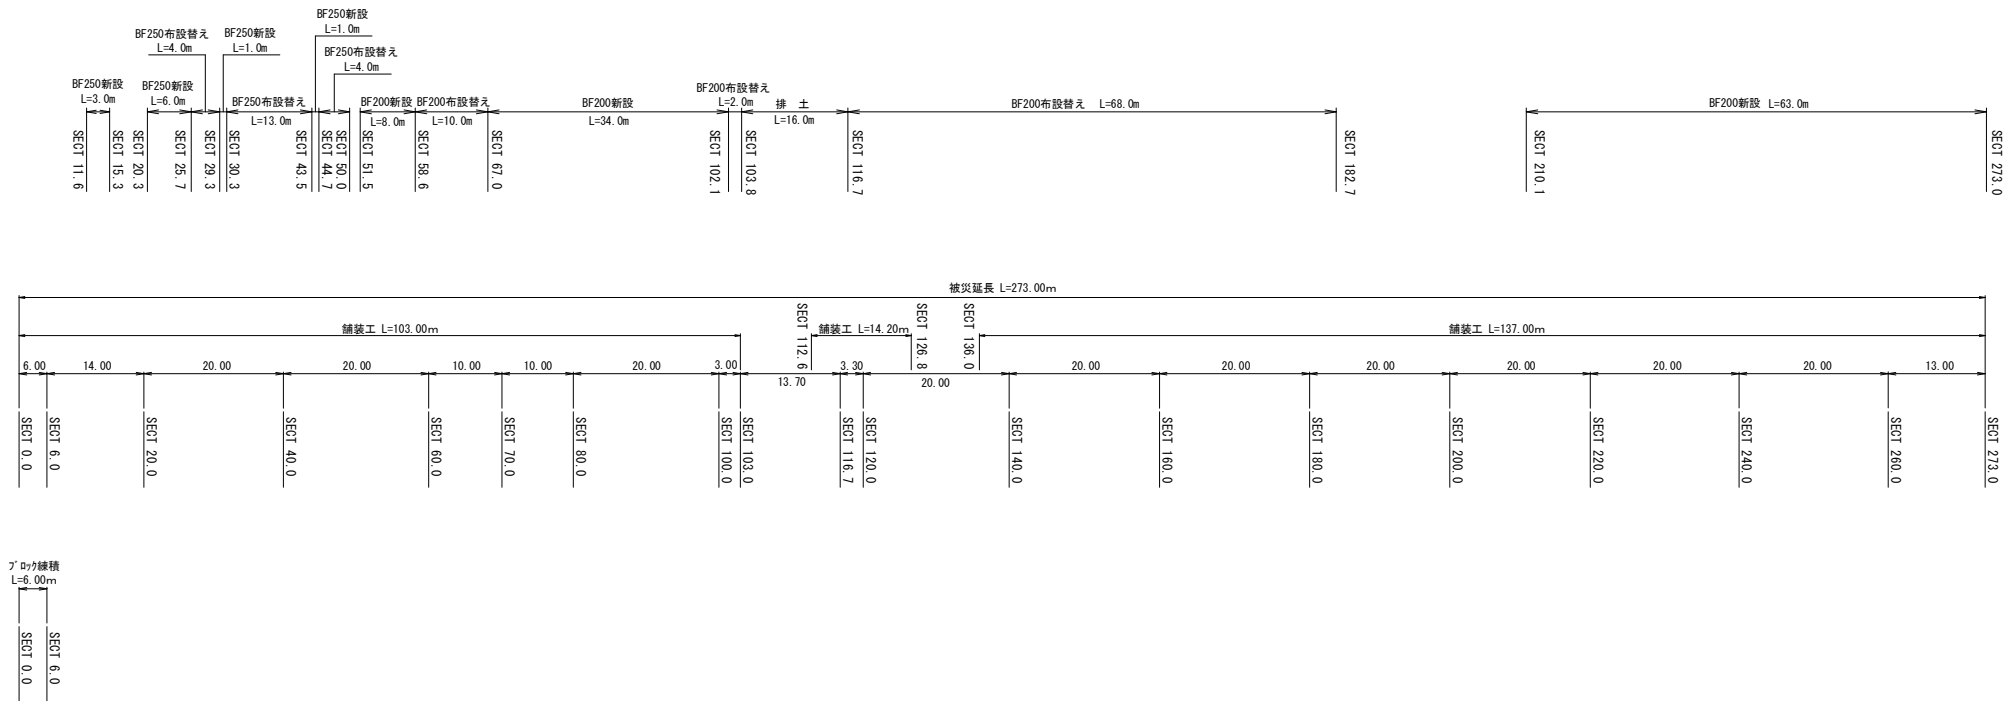 BF250新設
L=1.0m
BF250布設替え
L=4.0m
BF250新設
L=1.0m
BF250布設替え
L=4.0m
BF250新設
L=3.0m
BF250新設
L=6.0m
BF250布設替え
L=13.0m
BF200新設
L=8.0m
BF200布設替え
L=10.0m
BF200新設
L=34.0m
BF200布設替え
L=2.0m
排 土
L=16.0m
BF200布設替え L=68.0m
BF200新設 L=63.0m
SECT 11.6
SECT 15.3
SECT 20.3
SECT 25.7
SECT 29.3
SECT 30.3
SECT 43.5
SECT 44.7
SECT 50.0
SECT 51.5
SECT 58.6
SECT 67.0
SECT 102.1
SECT 103.8
SECT 116.7
SECT 182.7
SECT 210.1
SECT 273.0
被災延長 L=273.00m
舗装工 L=103.00m
SECT 112.6
舗装工 L=14.20m
SECT 126.8
SECT 136.0
舗装工 L=137.00m
6.00
14.00
20.00
20.00
10.00
10.00
20.00
3.00
13.70
3.30
20.00
20.00
20.00
20.00
20.00
20.00
20.00
13.00
SECT 0.0
SECT 6.0
SECT 20.0
SECT 40.0
SECT 60.0
SECT 70.0
SECT 80.0
SECT 100.0
SECT 103.0
SECT 116.7
SECT 120.0
SECT 140.0
SECT 160.0
SECT 180.0
SECT 200.0
SECT 220.0
SECT 240.0
SECT 260.0
SECT 273.0
ブロック練積
L=6.00m
SECT 0.0
SECT 6.0